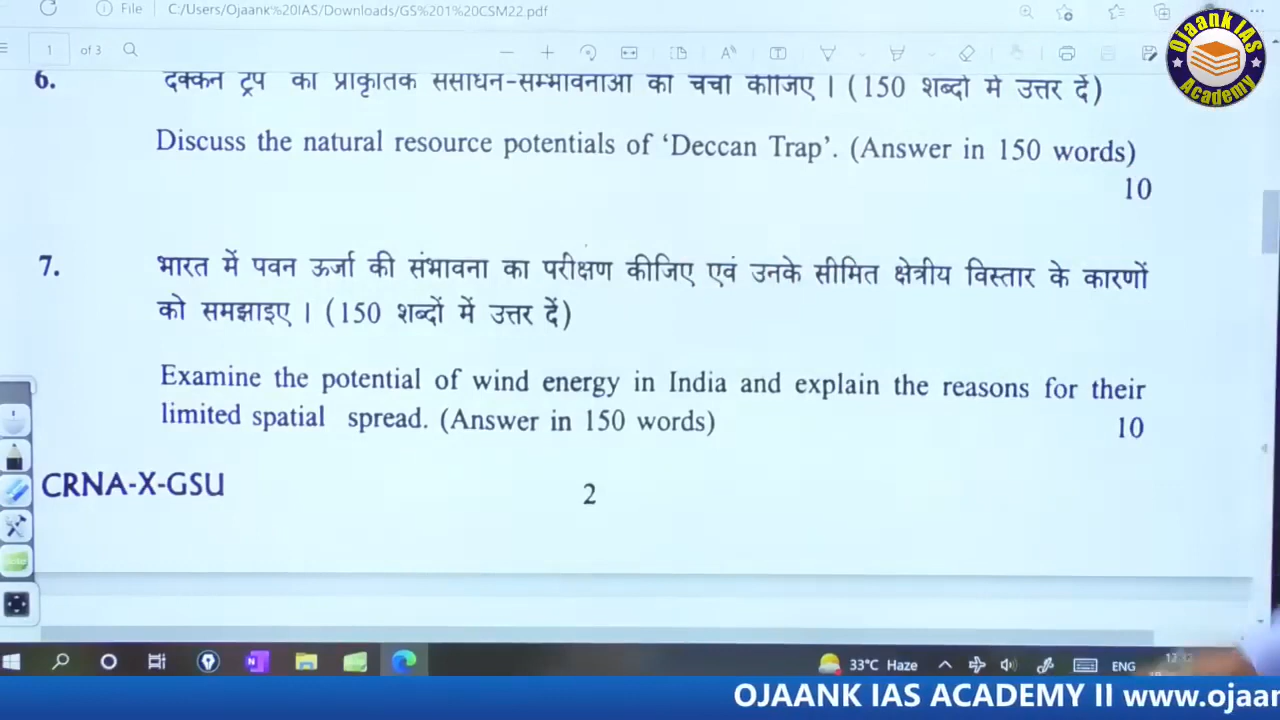 File C:/Users/Ojaank%20IAS/Downloads/GS%201%20CSM22.pdf
1 of 3
Ojaank IAS Academy
6. दक्कन ट्रैप का प्राकृतिक संसाधन-सम्भावनाओं की चर्चा कीजिए । (150 शब्दों में उत्तर दें)
Discuss the natural resource potentials of ‘Deccan Trap’. (Answer in 150 words)
10
7. भारत में पवन ऊर्जा की संभावना का परीक्षण कीजिए एवं उनके सीमित क्षेत्रीय विस्तार के कारणों
को समझाइए । (150 शब्दों में उत्तर दें)
Examine the potential of wind energy in India and explain the reasons for their
limited spatial spread. (Answer in 150 words)
10
CRNA-X-GSU
2
33°C Haze
ENG
OJAANK IAS ACADEMY II www.ojaan